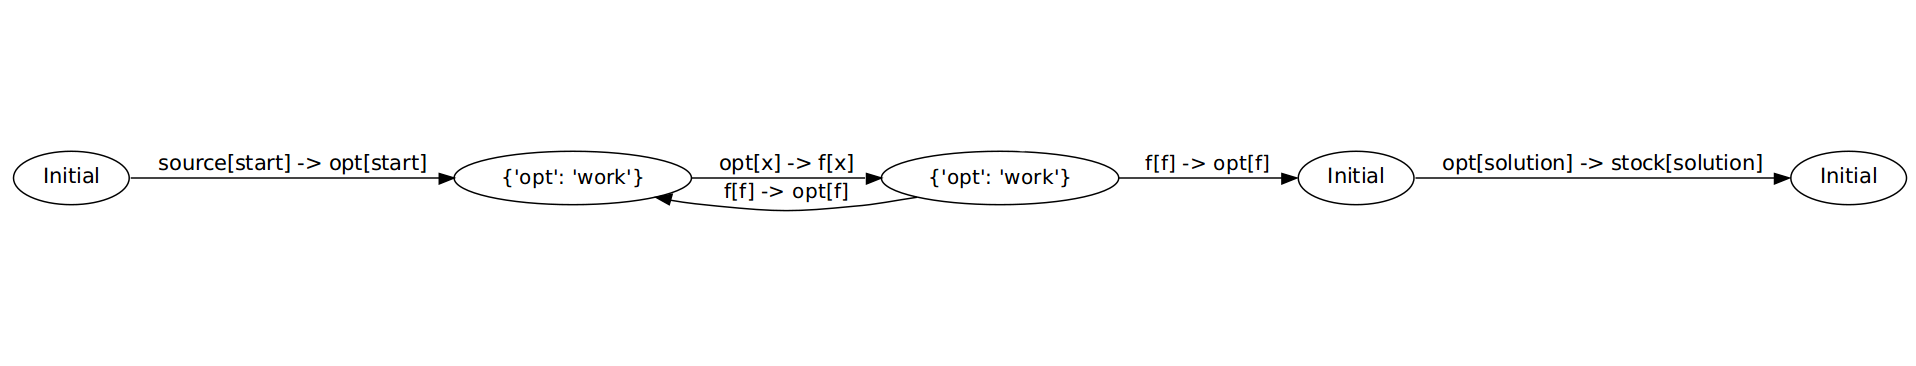 Initial
source[start] -> opt[start]
{'opt': 'work'}
opt[x] -> f[x]
f[f] -> opt[f]
{'opt': 'work'}
f[f] -> opt[f]
Initial
opt[solution] -> stock[solution]
Initial